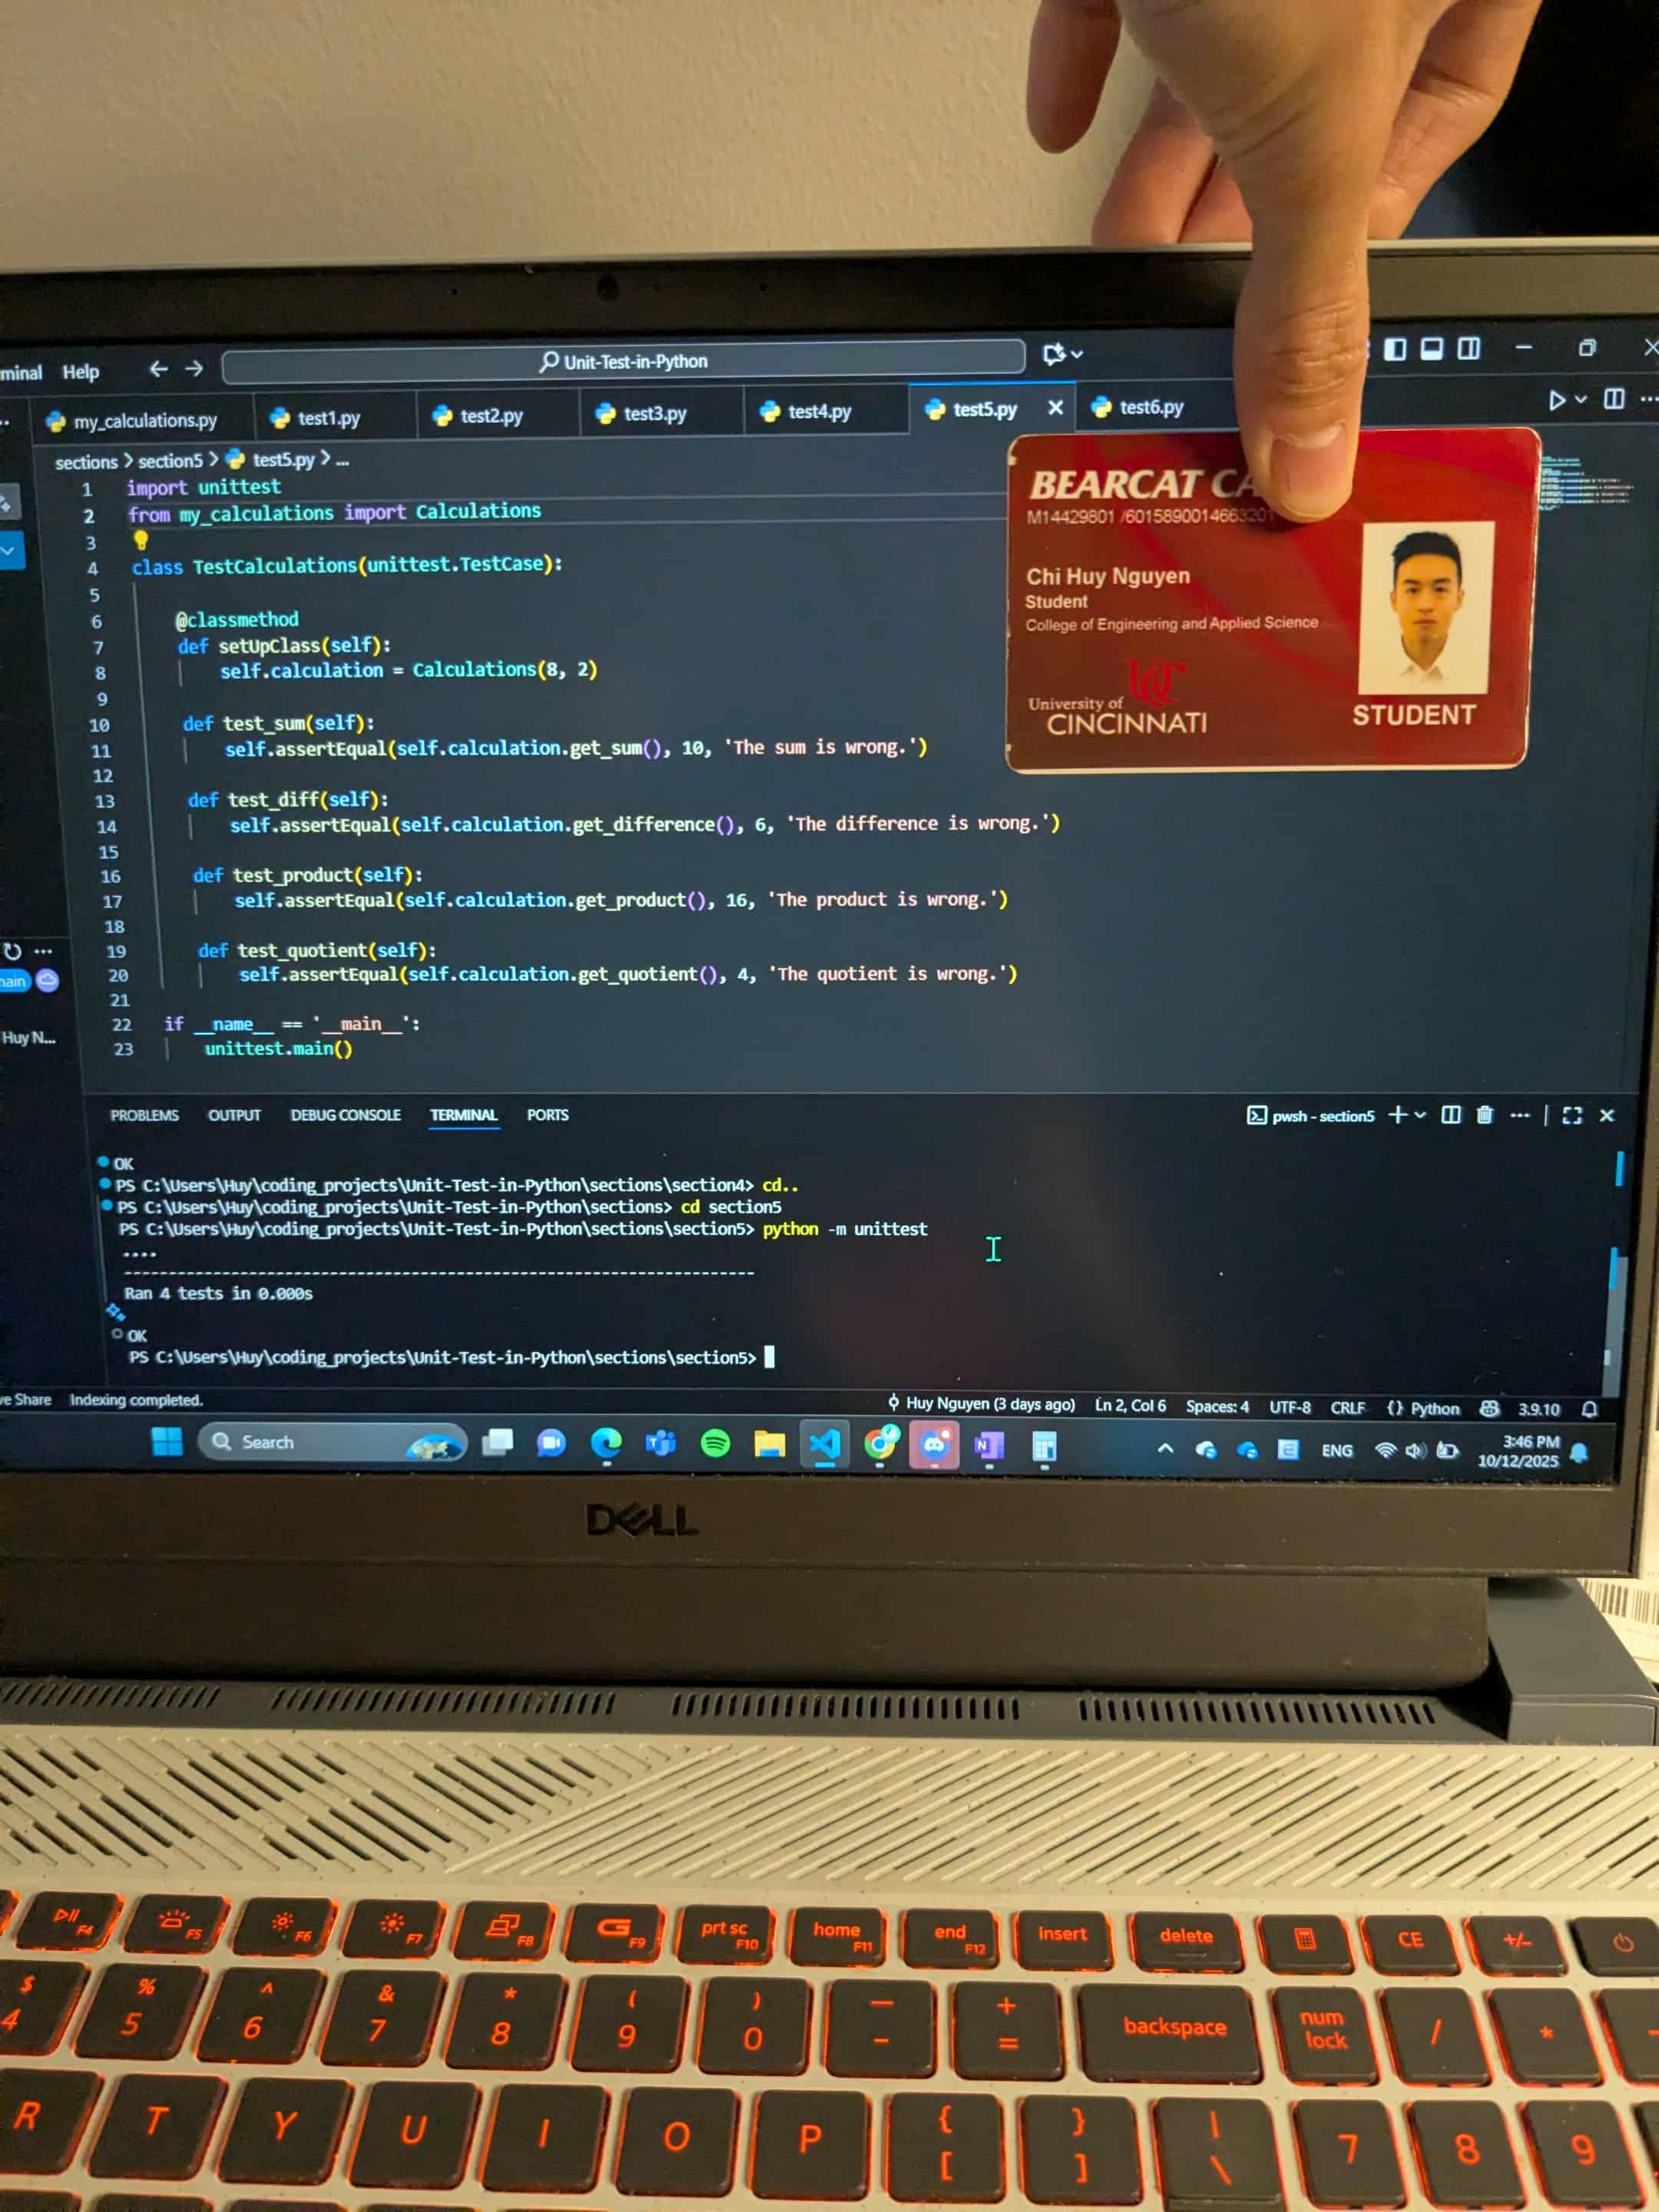 minal Help
Unit-Test-in-Python
my_calculations.py test1.py test2.py test3.py test4.py test5.py test6.py
sections > section5 > test5.py > ...
1 import unittest
2 from my_calculations import Calculations
3
4 class TestCalculations(unittest.TestCase):
5
6 @classmethod
7 def setUpClass(self):
8 self.calculation = Calculations(8, 2)
9
10 def test_sum(self):
11 self.assertEqual(self.calculation.get_sum(), 10, 'The sum is wrong.')
12
13 def test_diff(self):
14 self.assertEqual(self.calculation.get_difference(), 6, 'The difference is wrong.')
15
16 def test_product(self):
17 self.assertEqual(self.calculation.get_product(), 16, 'The product is wrong.')
18
19 def test_quotient(self):
20 self.assertEqual(self.calculation.get_quotient(), 4, 'The quotient is wrong.')
21
22 if __name__ == '__main__':
23 unittest.main()
BEARCAT CA
M14429801 /6015890014663201
Chi Huy Nguyen
Student
College of Engineering and Applied Science
UC
University of
CINCINNATI
STUDENT
main
Huy N...
PROBLEMS OUTPUT DEBUG CONSOLE TERMINAL PORTS
pwsh - section5
OK
PS C:\Users\Huy\coding_projects\Unit-Test-in-Python\sections\section4> cd..
PS C:\Users\Huy\coding_projects\Unit-Test-in-Python\sections> cd section5
PS C:\Users\Huy\coding_projects\Unit-Test-in-Python\sections\section5> python -m unittest
....
----------------------------------------------------------------------
Ran 4 tests in 0.000s
OK
PS C:\Users\Huy\coding_projects\Unit-Test-in-Python\sections\section5>
ve Share Indexing completed.
Huy Nguyen (3 days ago) Ln 2, Col 6 Spaces: 4 UTF-8 CRLF {} Python 3.9.10
Search
ENG
3:46 PM
10/12/2025
DELL
F4 F5 F6 F7 F8 G F9 prt sc F10 home F11 end F12 insert delete CE +/-
$ % ^ & * ( ) — +
4 5 6 7 8 9 0 - = backspace num lock / * -
R T Y U I O P { [ } ] | \ 7 8 9